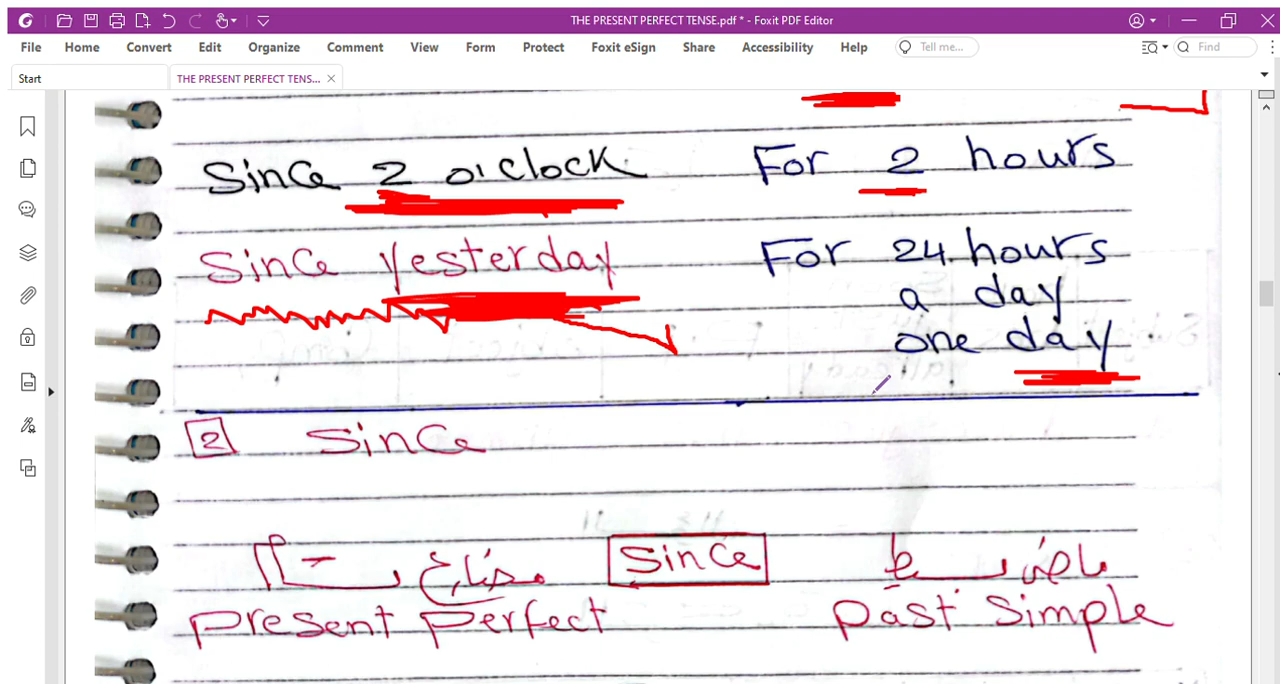 THE PRESENT PERFECT TENSE.pdf * - Foxit PDF Editor
File Home Convert Edit Organize Comment View Form Protect Foxit eSign Share Accessibility Help Tell me... Find
Start THE PRESENT PERFECT TENS...
Since 2 o'clock For 2 hours
Since yesterday For 24 hours
a day
one day
2 Since
مضارع تام Since ماضى بسيط
present perfect past simple